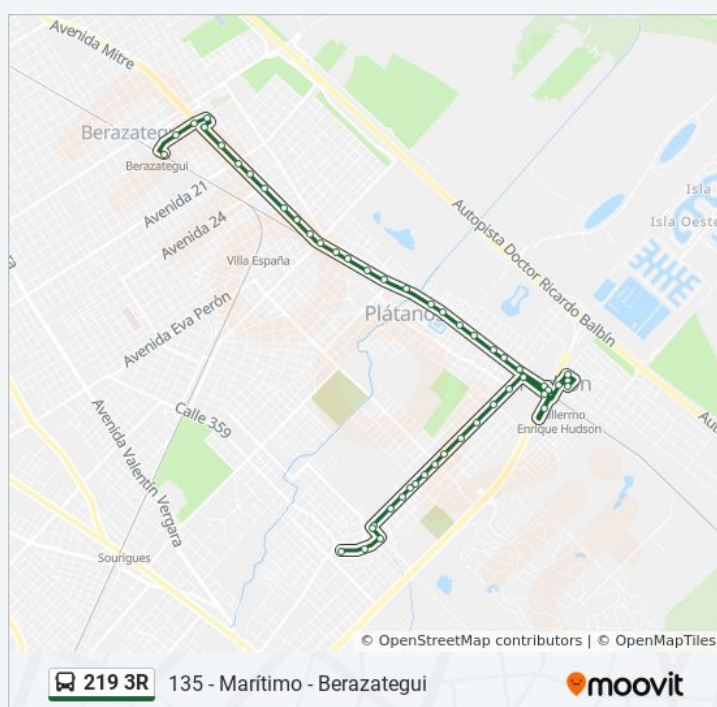 Avenida Mitre
Berazategui
Avenida 21
Avenida 24
Isla
Isla Oeste
Autopista Doctor Ricardo Balbín
Villa España
Avenida Eva Perón
Plátanos
Calle 359
Guillermo
Enrique Hudson
Avenida Valentín Vergara
Sourigues
© OpenStreetMap contributors | © OpenMapTiles
219 3R 135 - Marítimo - Berazategui moovit